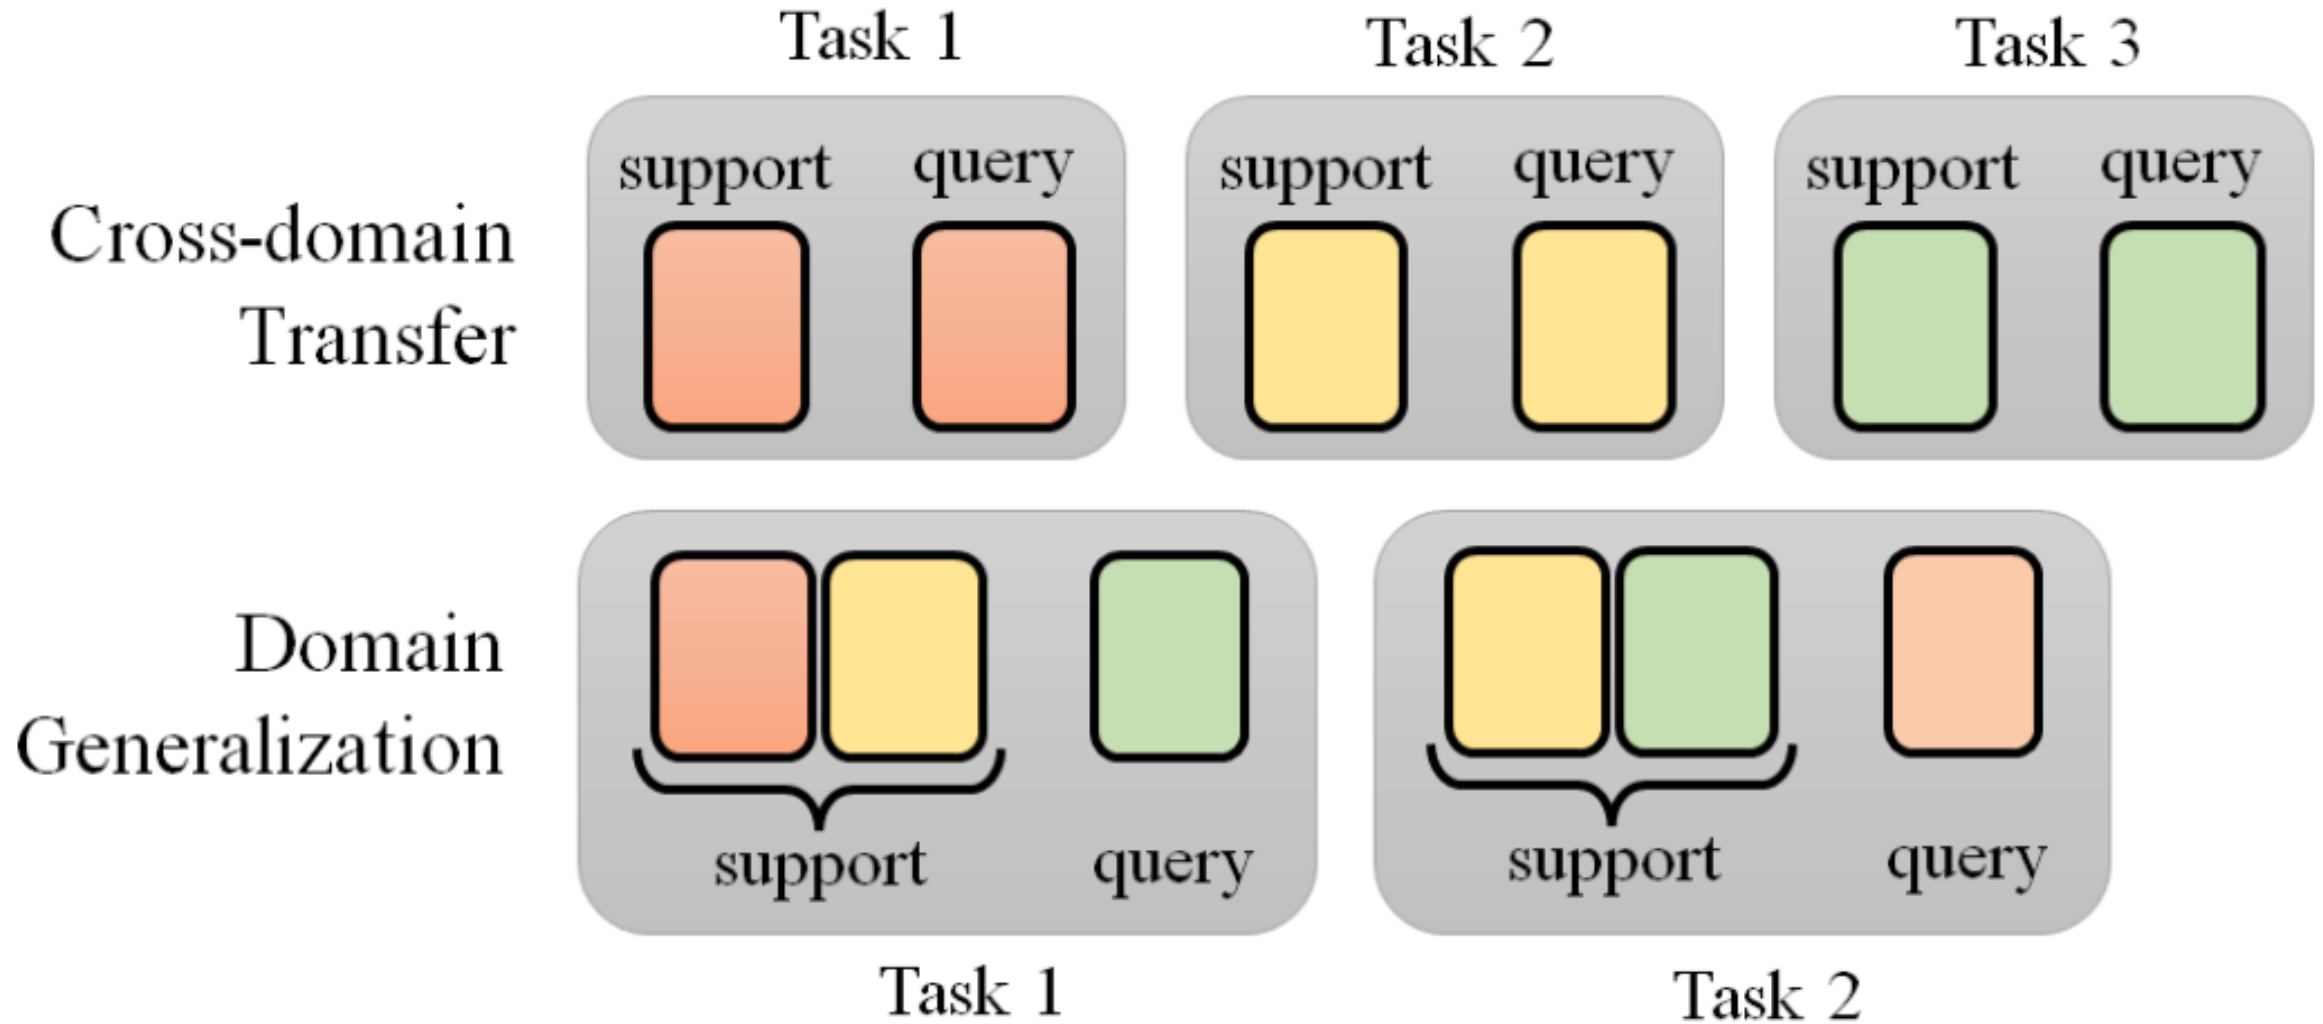 Task 1
Task 2
Task 3
support query
support query
support query
Cross-domain
Transfer
Domain
Generalization
support query
support query
Task 1
Task 2